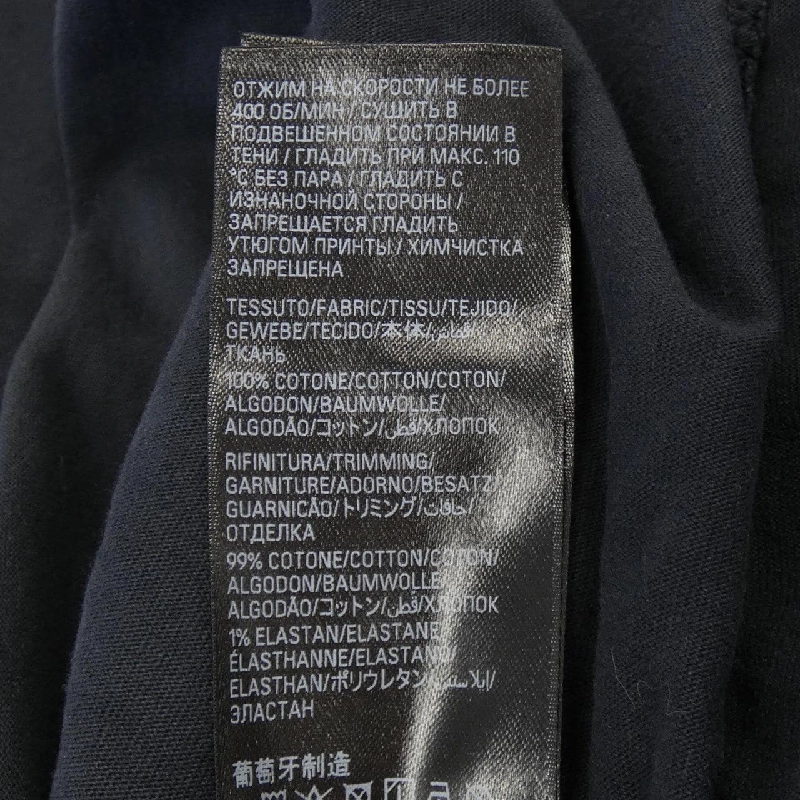 ОТЖИМ НА СКОРОСТИ НЕ БОЛЕЕ
400 ОБ/МИН / СУШИТЬ В
ПОДВЕШЕННОМ СОСТОЯНИИ В
ТЕНИ / ГЛАДИТЬ ПРИ МАКС. 110
°С БЕЗ ПАРА / ГЛАДИТЬ С
ИЗНАНОЧНОЙ СТОРОНЫ /
ЗАПРЕЩАЕТСЯ ГЛАДИТЬ
УТЮГОМ ПРИНТЫ / ХИМЧИСТКА
ЗАПРЕЩЕНА
TESSUTO/FABRIC/TISSU/TEJIDO/
GEWEBE/TECIDO/本体/قماش/
ТКАНЬ
100% COTONE/COTTON/COTON/
ALGODON/BAUMWOLLE/
ALGODÃO/コットン/قطن/ХЛОПОК
RIFINITURA/TRIMMING/
GARNITURE/ADORNO/BESATZ/
GUARNICÃO/トリミング/حافات/
ОТДЕЛКА
99% COTONE/COTTON/COTON/
ALGODON/BAUMWOLLE/
ALGODÃO/コットン/قطن/ХЛОПОК
1% ELASTAN/ELASTANE/
ÉLASTHANNE/ELASTANO/
ELASTHAN/ポリウレタン/إيلاستين/
ЭЛАСТАН
葡萄牙制造